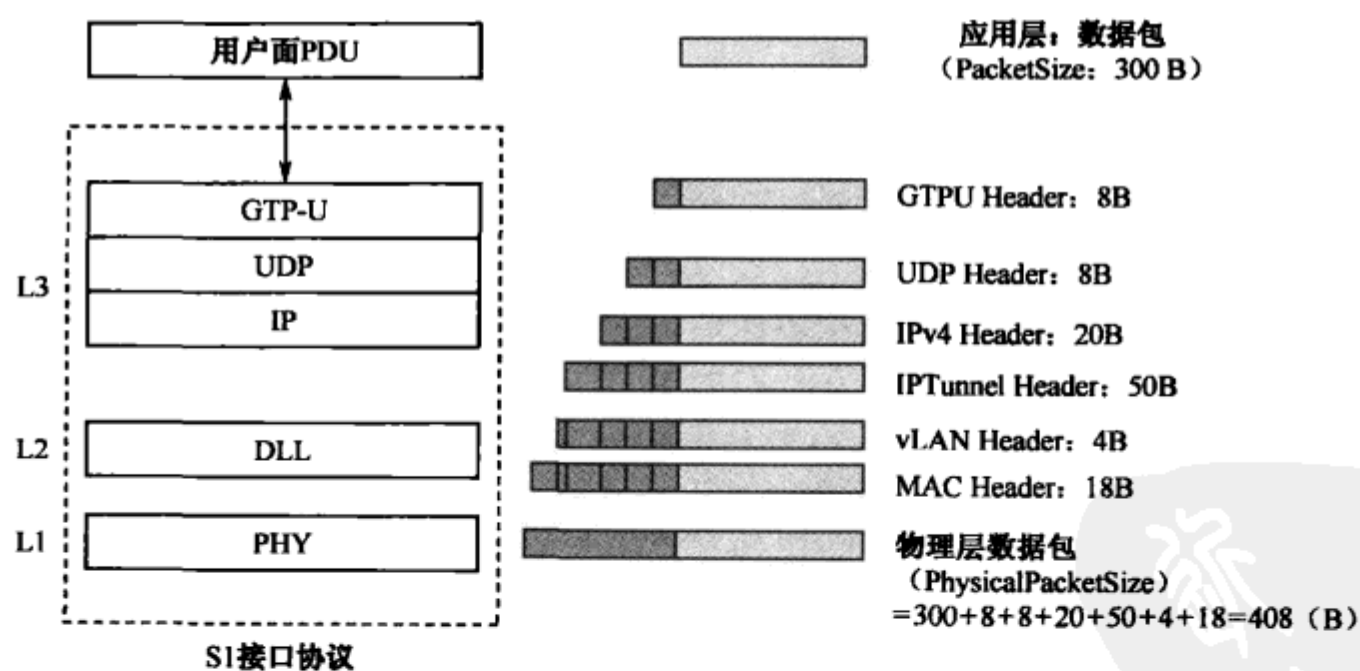 用户面PDU
应用层：数据包
（PacketSize：300 B）
GTP-U
GTPU Header：8B
L3
UDP
UDP Header：8B
IP
IPv4 Header：20B
IPTunnel Header：50B
L2
DLL
vLAN Header：4B
MAC Header：18B
L1
PHY
物理层数据包
（PhysicalPacketSize）
=300+8+8+20+50+4+18=408（B）
S1接口协议